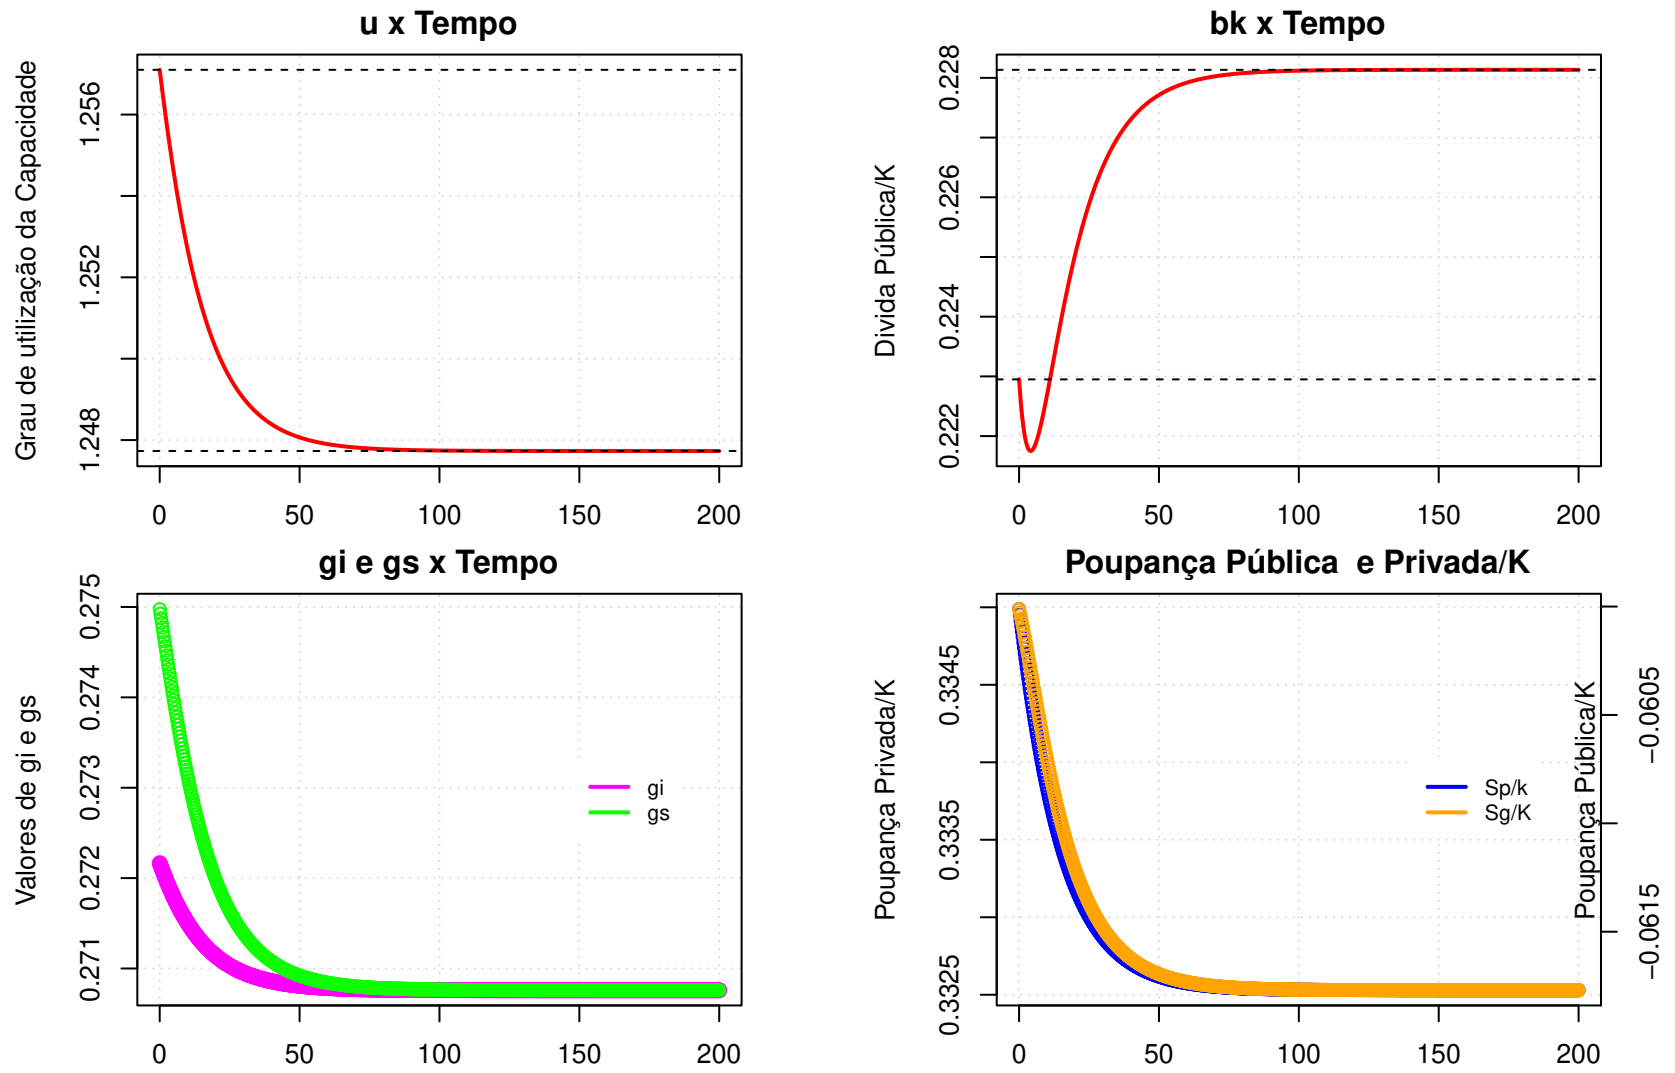 u x Tempo
Grau de utilização da Capacidade
1.256
1.252
1.248
0 50 100 150 200
bk x Tempo
Divida Pública/K
0.228
0.226
0.224
0.222
0 50 100 150 200
gi e gs x Tempo
Valores de gi e gs
0.275
0.274
0.273
0.272
0.271
gi
gs
0 50 100 150 200
Poupança Pública e Privada/K
Poupança Privada/K
0.3345
0.3335
0.3325
Sp/k
Sg/K
Poupança Pública/K
−0.0605
−0.0615
0 50 100 150 200